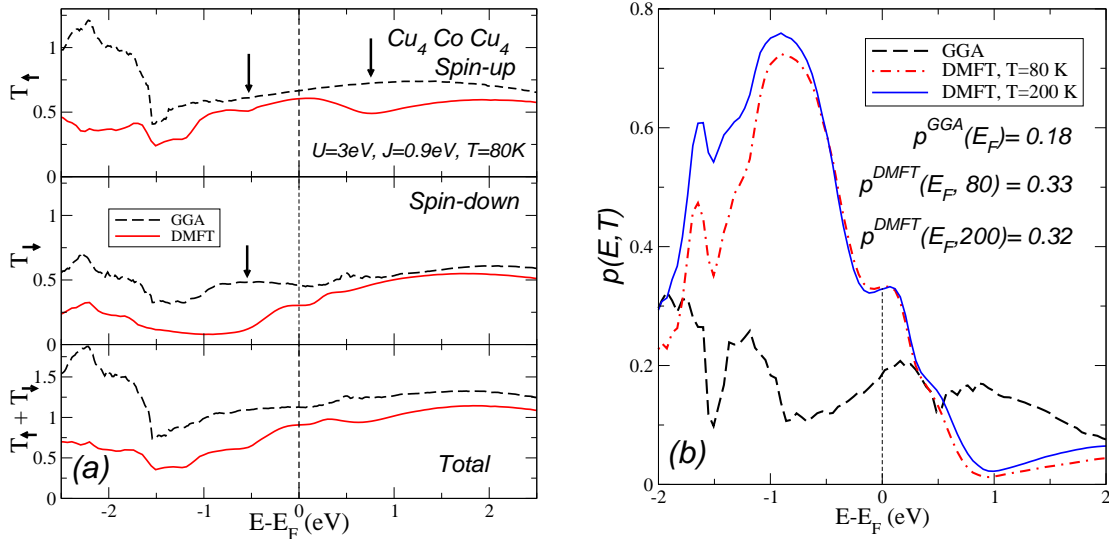 Cu4 Co Cu4
Spin-up
U=3eV, J=0.9eV, T=80K
T↑
1
0.5
0
Spin-down
GGA
DMFT
T↓
1
0.5
0
T↑ + T↓
1.5
1
0.5
0
(a)
Total
-2
-1
0
1
2
E-EF (eV)
p(E,T)
0.8
0.6
0.4
0.2
0
GGA
DMFT, T=80 K
DMFT, T=200 K
pGGA(EF)= 0.18
pDMFT(EF, 80) = 0.33
pDMFT(EF,200)= 0.32
(b)
-2
-1
0
1
2
E-EF (eV)